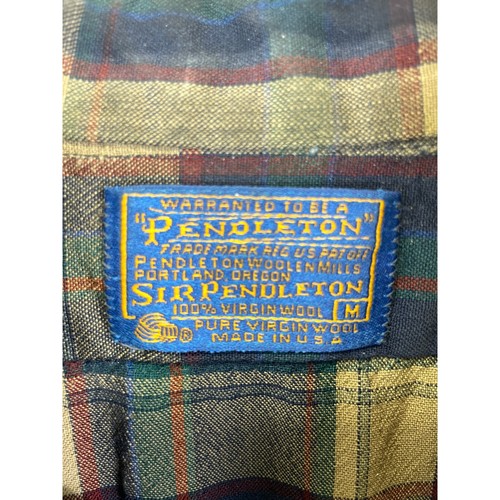 WARRANTED TO BE A
"PENDLETON"
TRADE MARK REG US PAT OFF
PENDLETON WOOLEN MILLS
PORTLAND, OREGON
SIR PENDLETON
100% VIRGIN WOOL M
®
PURE VIRGIN WOOL
MADE IN U.S.A